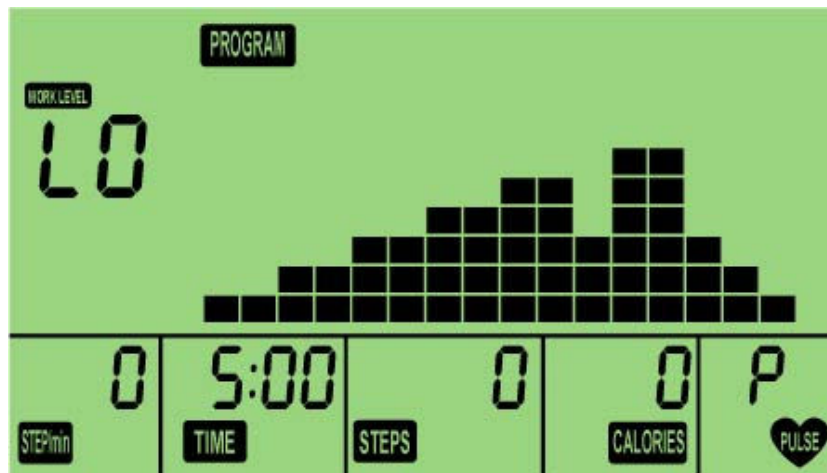 PROGRAM
WORK LEVEL
L0
0 5:00 0 0 P
STEP/min TIME STEPS CALORIES PULSE